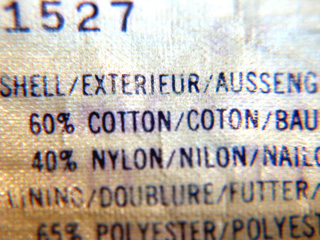 1527
SHELL/EXTERIEUR/AUSSENG
60% COTTON/COTON/BAU
40% NYLON/NILON/NAILO
LINING/DOUBLURE/FUTTER/
65% POLYESTER/POLYEST